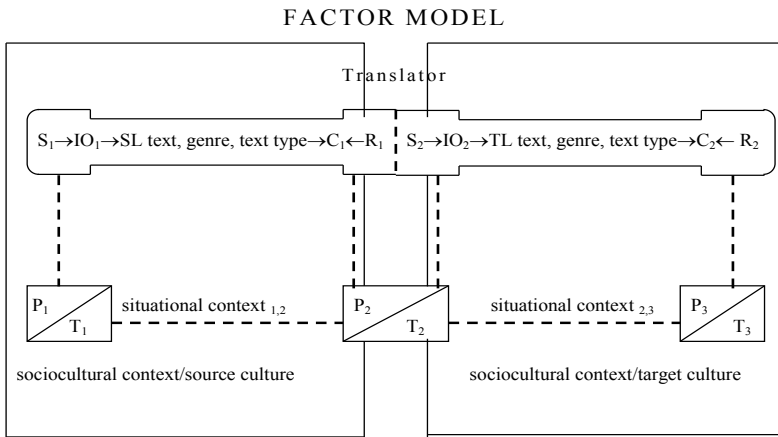 FACTOR MODEL
Translator
S₁→IO₁→SL text, genre, text type→C₁←R₁ S₂→IO₂→TL text, genre, text type→C₂← R₂
P₁ situational context ₁,₂ P₂ situational context ₂,₃ P₃
T₁ T₂ T₃
sociocultural context/source culture sociocultural context/target culture